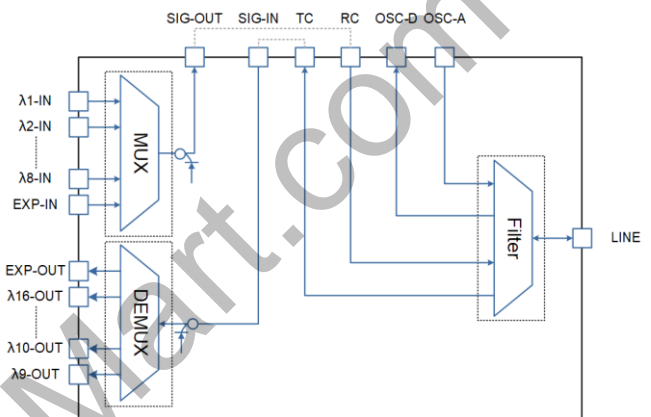 SIG-OUT SIG-IN TC RC OSC-D OSC-A
λ1-IN
λ2-IN
λ8-IN
EXP-IN
MUX
Filter
LINE
EXP-OUT
λ16-OUT
λ10-OUT
λ9-OUT
DEMUX
Mart.com